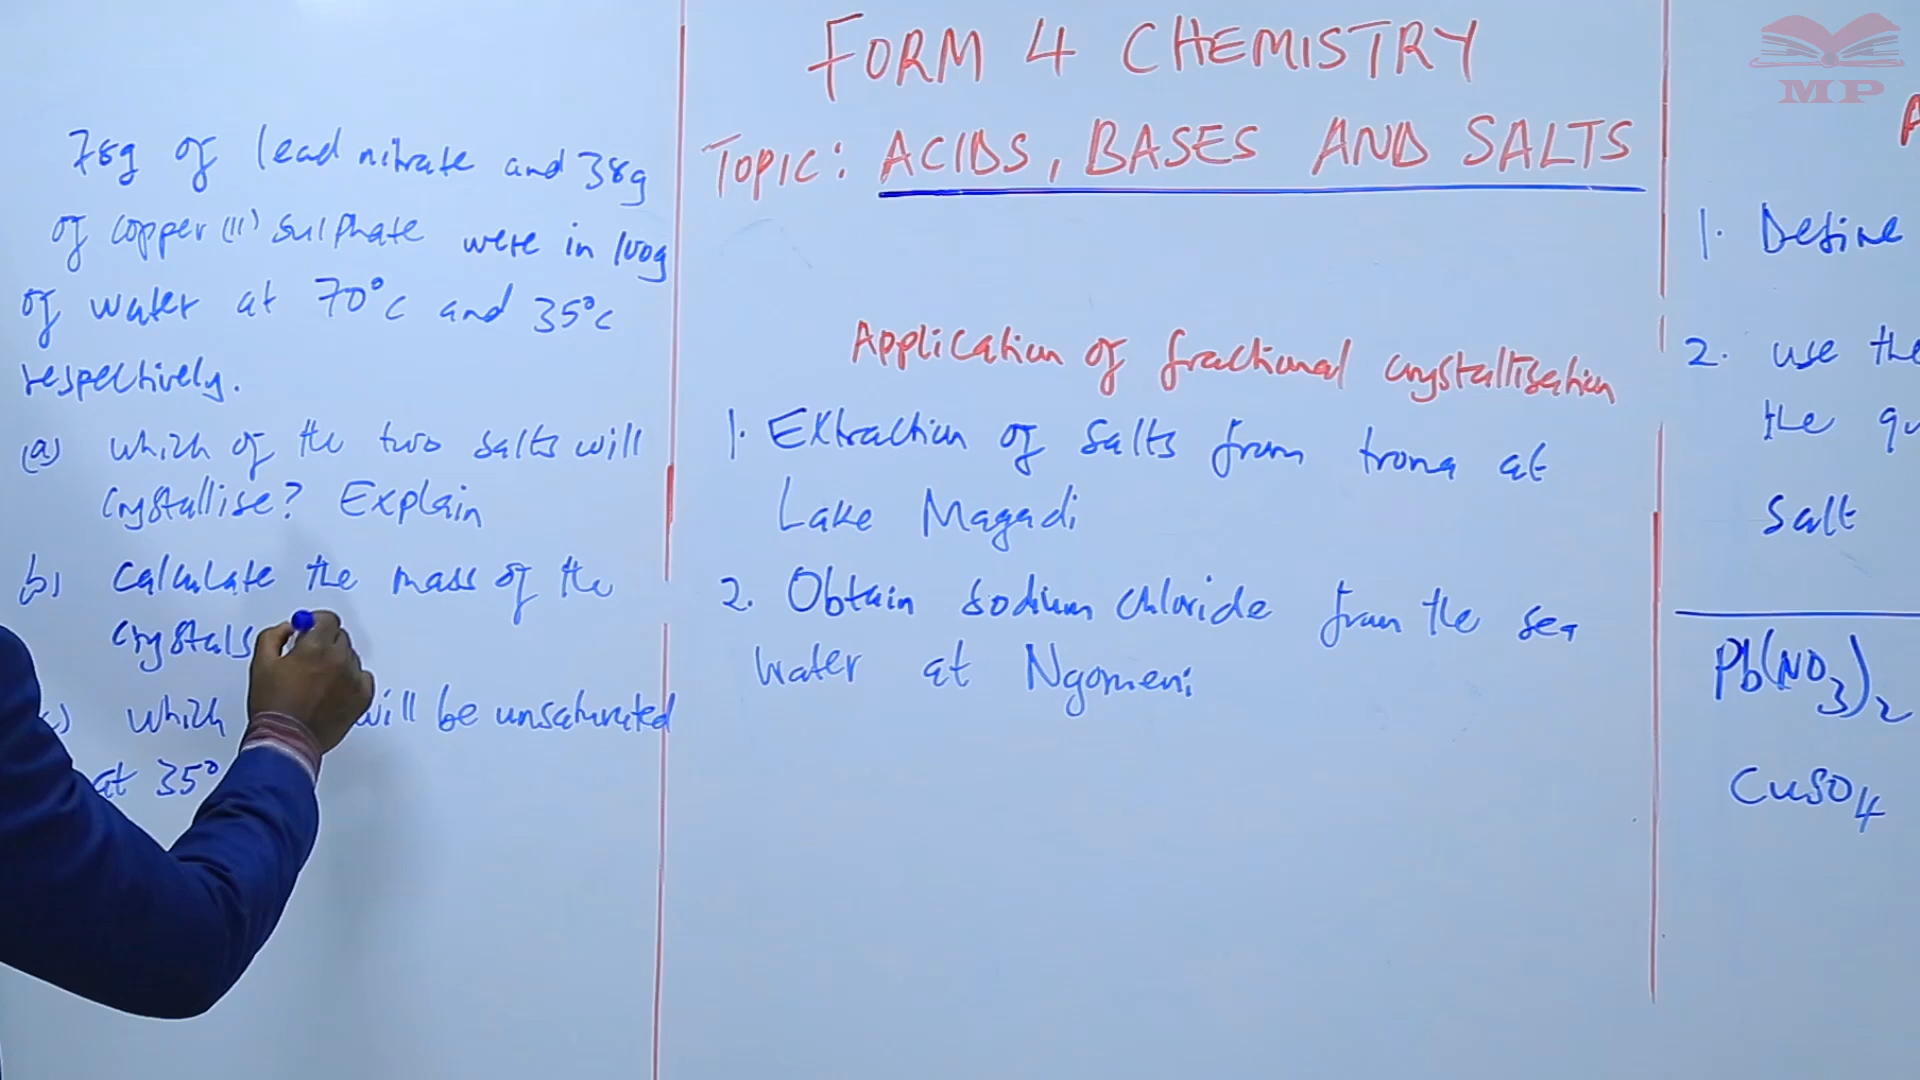 78g of lead nitrate and 38g
of copper (II) sulphate were in 100g
of water at 70°C and 35°C
respectively.
(a) which of the two salts will
crystallise? Explain
b) calculate the mass of the
crystals
which will be unsaturated
at 35°
FORM 4 CHEMISTRY
TOPIC: ACIDS, BASES AND SALTS
Application of fractional crystallisation
1. Extraction of salts from trona at
Lake Magadi
2. Obtain sodium chloride from the sea
water at Ngomeni
MP
1. Define
2. use the
the
Salt
Pb(NO3)2
CuSO4